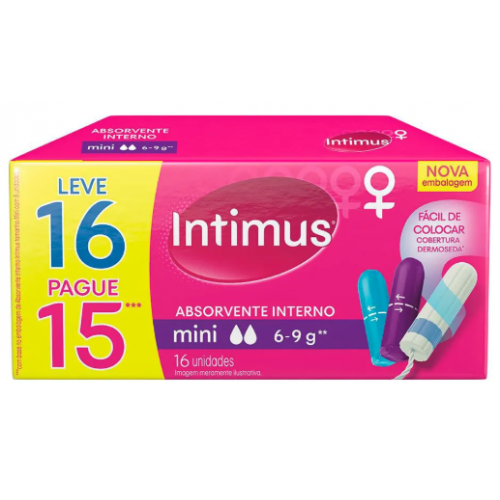 ABSORVENTE
INTERNO
mini 6-9 g**
Intimus®
LEVE
16
PAGUE
15***
Intimus®
NOVA
embalagem
FÁCIL DE
COLOCAR
COBERTURA
DERMOSEDA*
ABSORVENTE INTERNO
mini 6-9 g**
16 unidades
Imagem meramente ilustrativa.